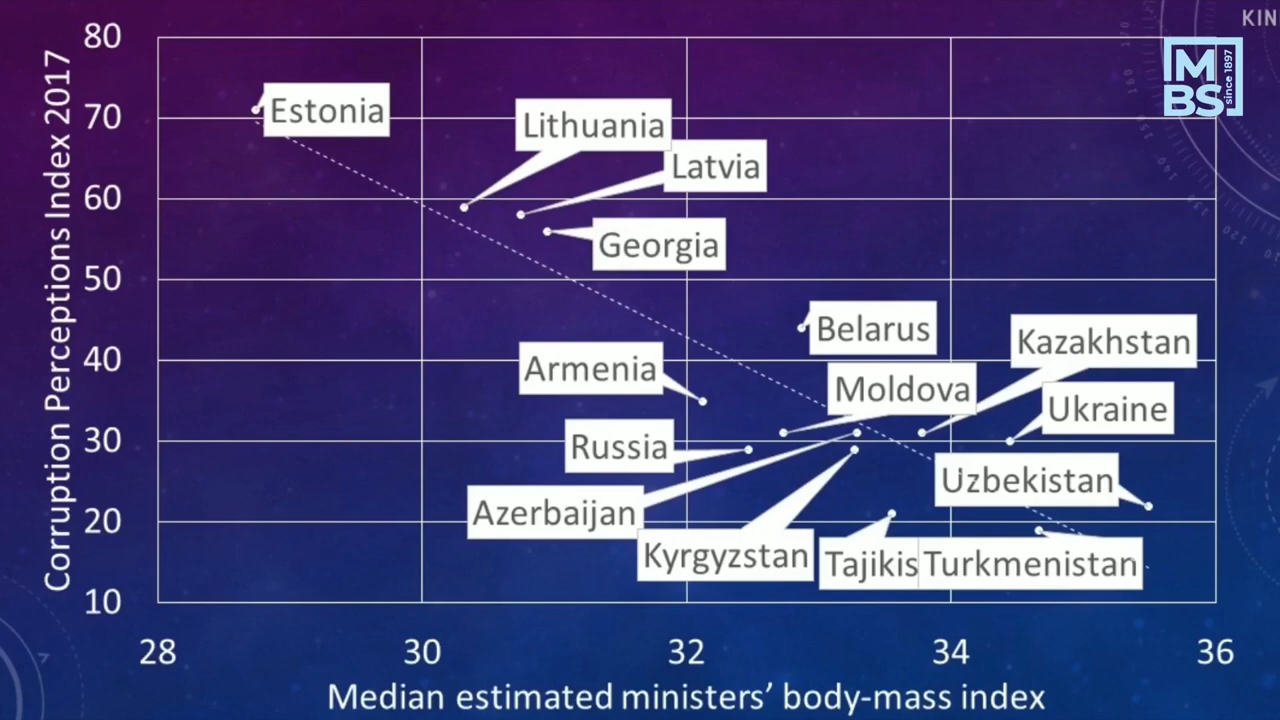 KIN
MBS
since 1897
Corruption Perceptions Index 2017
80
70
60
50
40
30
20
10
Estonia
Lithuania
Latvia
Georgia
Belarus
Kazakhstan
Armenia
Moldova
Ukraine
Russia
Uzbekistan
Azerbaijan
Kyrgyzstan
Tajikis
Turkmenistan
28
30
32
34
36
Median estimated ministers’ body-mass index